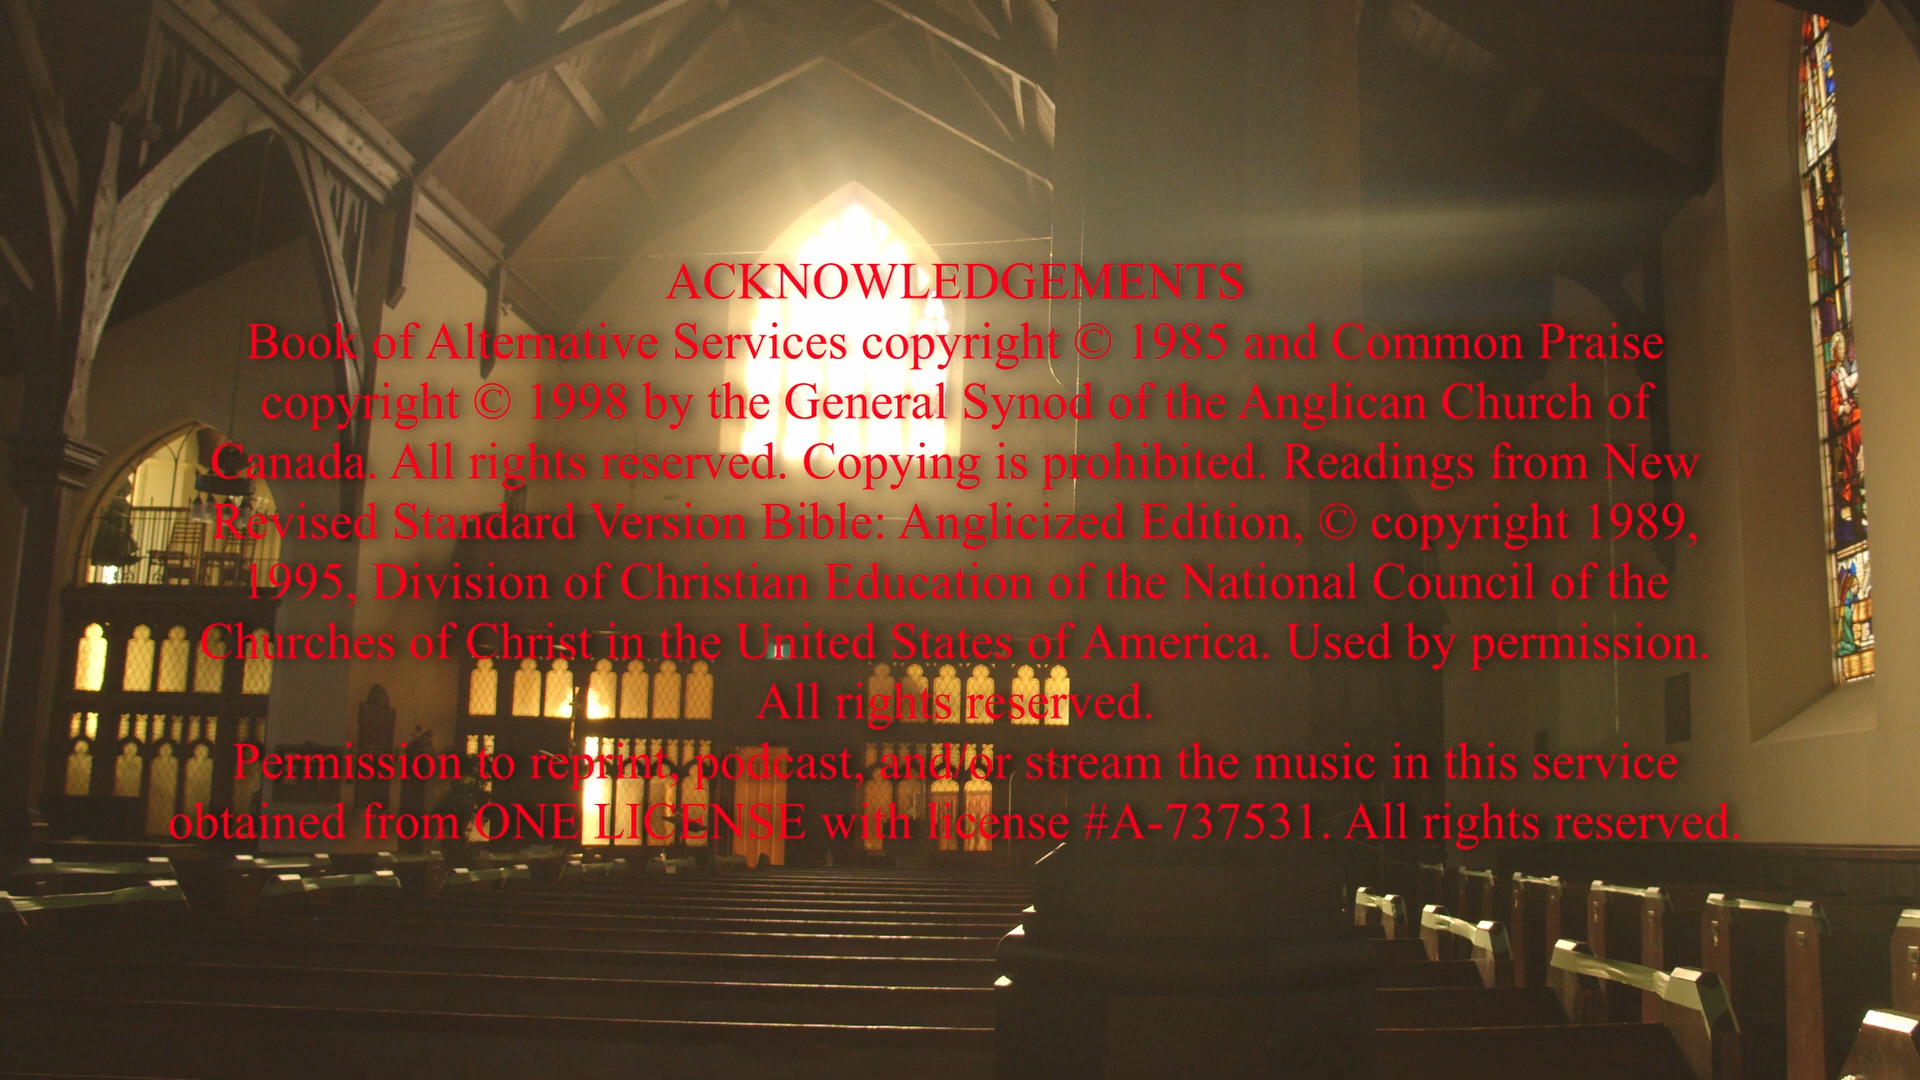 ACKNOWLEDGEMENTS
Book of Alternative Services copyright © 1985 and Common Praise
copyright © 1998 by the General Synod of the Anglican Church of
Canada. All rights reserved. Copying is prohibited. Readings from New
Revised Standard Version Bible: Anglicized Edition, © copyright 1989,
1995, Division of Christian Education of the National Council of the
Churches of Christ in the United States of America. Used by permission.
All rights reserved.
Permission to reprint, podcast, and/or stream the music in this service
obtained from ONE LICENSE with license #A-737531. All rights reserved.